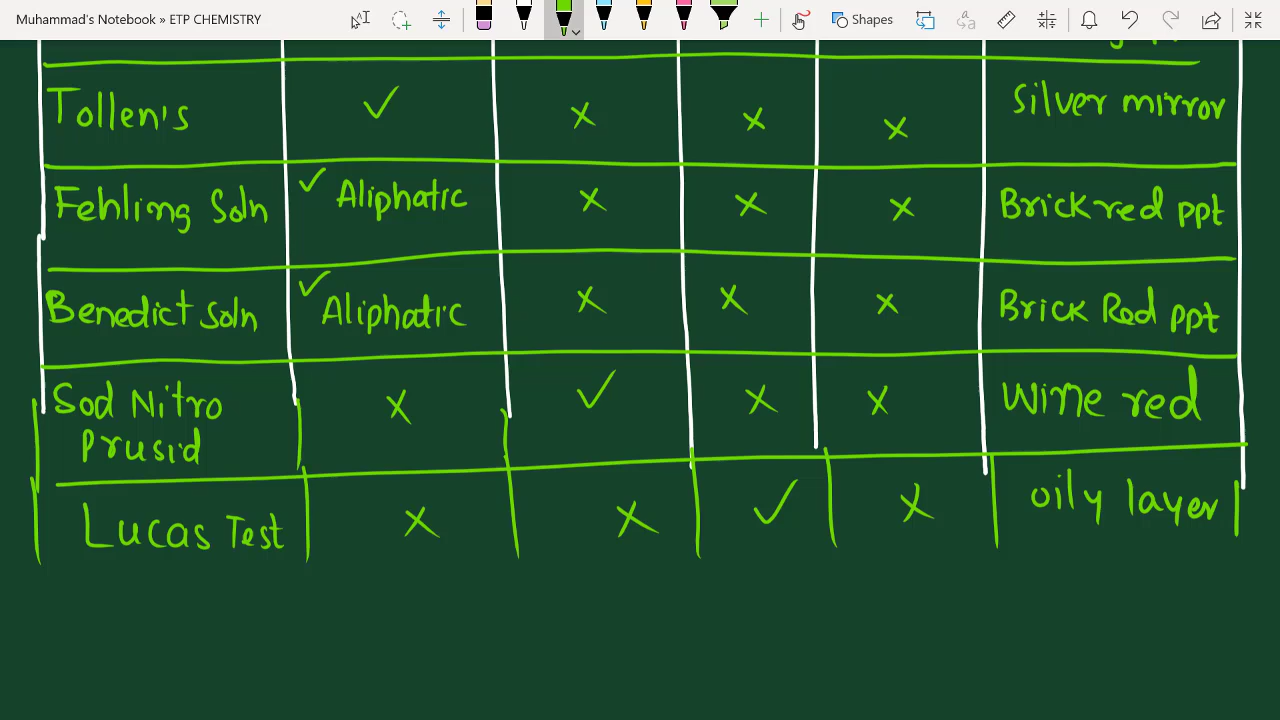 Muhammad's Notebook » ETP CHEMISTRY
Shapes
Tollen's ✓ x x x Silver mirror
Fehling Soln ✓ Aliphatic x x x Brick red ppt
Benedict Soln ✓ Aliphatic x x x Brick Red ppt
Sod Nitro x ✓ x x Wine red
Prusid
Lucas Test x x ✓ x oily layer